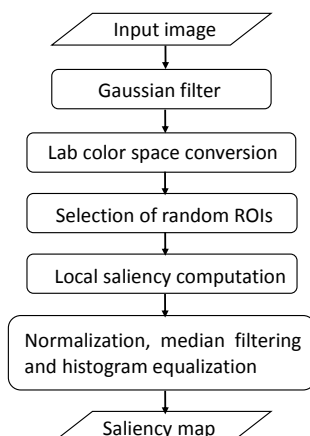 Input image
Gaussian filter
Lab color space conversion
Selection of random ROIs
Local saliency computation
Normalization, median filtering
and histogram equalization
Saliency map